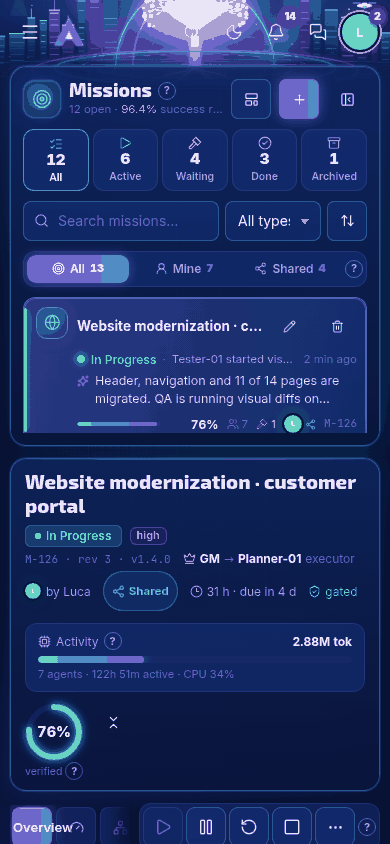 14
2
L
Missions ?
12 open · 96.4% success r...
12
All
6
Active
4
Waiting
3
Done
1
Archived
Search missions...
All types
All 13
Mine 7
Shared 4
?
Website modernization · c...
In Progress · Tester-01 started vis... 2 min ago
Header, navigation and 11 of 14 pages are
migrated. QA is running visual diffs on...
76% 7 1 L M-126
Website modernization · customer
portal
In Progress high
M-126 · rev 3 · v1.4.0 GM → Planner-01 executor
L by Luca Shared 31 h · due in 4 d gated
Activity ? 2.88M tok
7 agents · 122h 51m active · CPU 34%
76%
verified ?
Overview
?